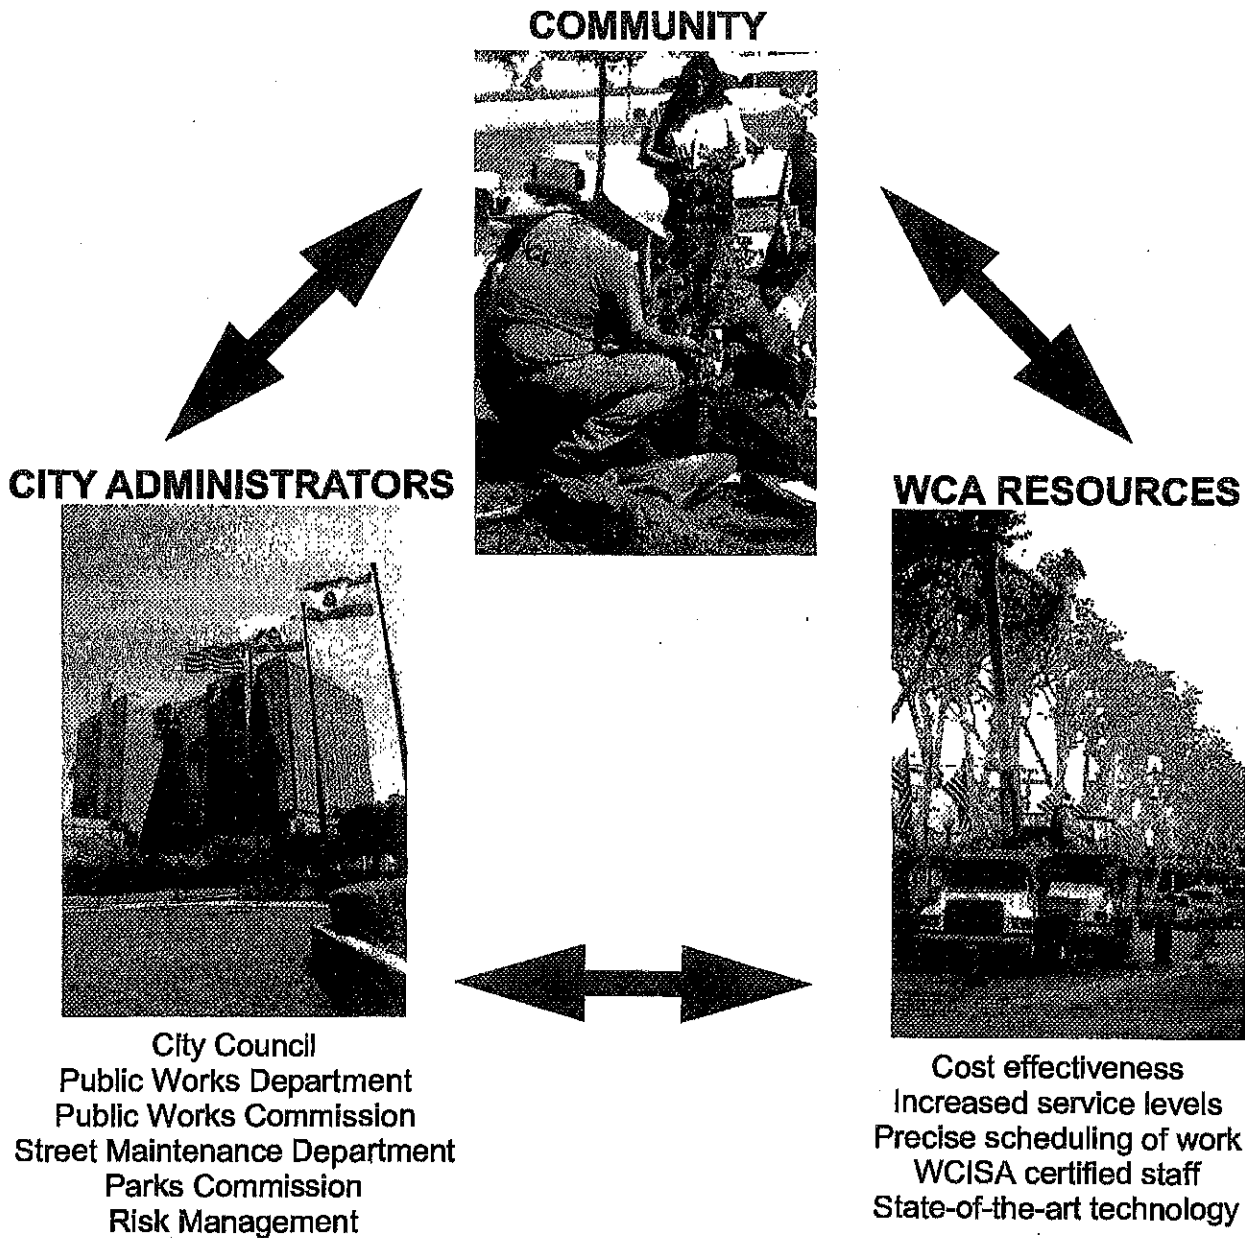 COMMUNITY
CITY ADMINISTRATORS
WCA RESOURCES
City Council
Public Works Department
Public Works Commission
Street Maintenance Department
Parks Commission
Risk Management
Cost effectiveness
Increased service levels
Precise scheduling of work
WCISA certified staff
State-of-the-art technology